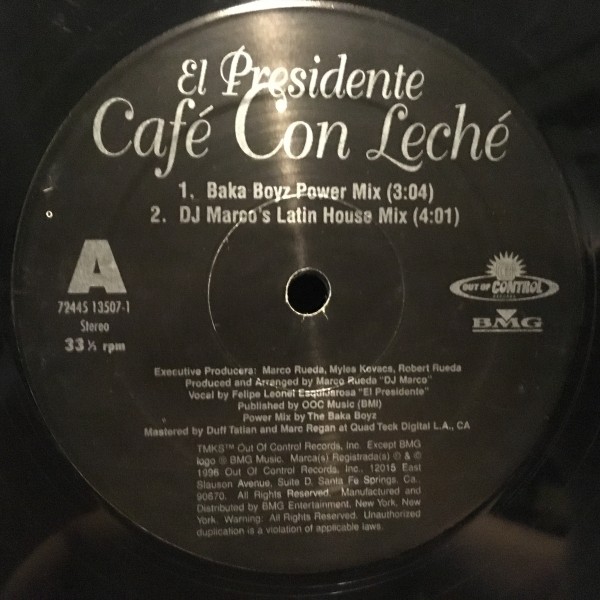 El Presidente
Café Con Leché
1. Baka Boyz Power Mix (3:04)
2. DJ Marco's Latin House Mix (4:01)
A
72445 13507-1
Stereo
33 ⅓ rpm
OUT OF CONTROL
RECORDS
BMG
Executive Producers: Marco Rueda, Myles Kovacs, Robert Rueda
Produced and Arranged by Marco Rueda "DJ Marco"
Vocal by Felipe Leonel "El Presidente"
Published by OOC Music (BMI)
Power Mix by The Baka Boyz
Mastered by Duff Tatian and Marc Regan at Quad Teck Digital L.A., CA
TMKS™ Out Of Control Records, Inc. Except BMG
logo ® BMG Music. Marca(s) Registrada(s) ℗ & ©
1996 Out Of Control Records, Inc., 12015 East
Slauson Avenue, Suite D, Santa Fe Springs, Ca.
90670. All Rights Reserved. Manufactured and
Distributed by BMG Entertainment, New York, New
York. Warning: All Rights Reserved. Unauthorized
duplication is a violation of applicable laws.